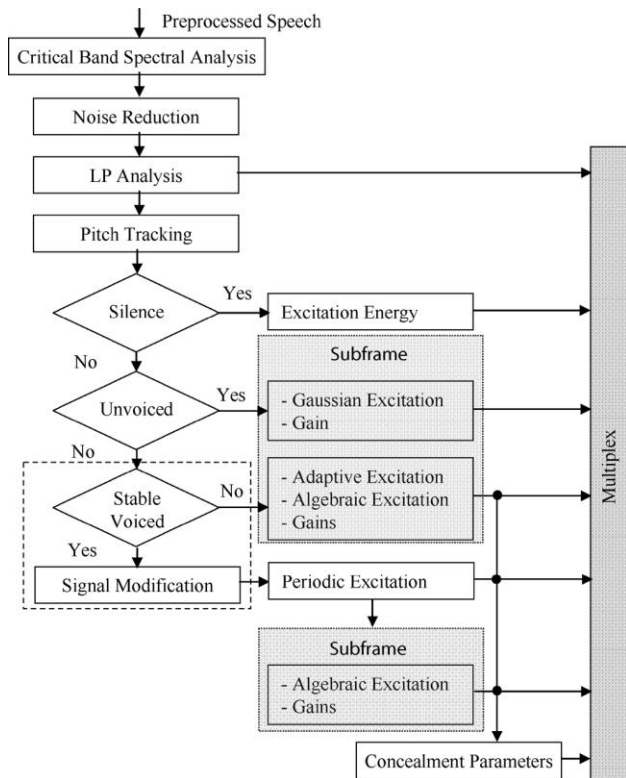 Preprocessed Speech
Critical Band Spectral Analysis
Noise Reduction
LP Analysis
Pitch Tracking
Silence
Yes
Excitation Energy
No
Subframe
Unvoiced
Yes
- Gaussian Excitation
- Gain
No
Stable
Voiced
No
- Adaptive Excitation
- Algebraic Excitation
- Gains
Yes
Signal Modification
Periodic Excitation
Subframe
- Algebraic Excitation
- Gains
Concealment Parameters
Multiplex